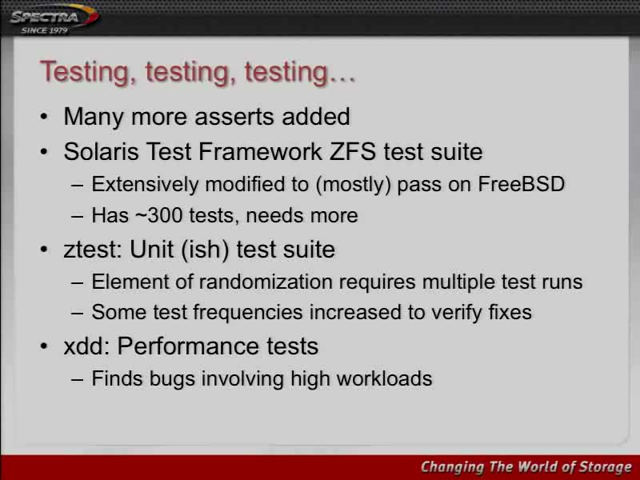 SPECTRA
SINCE 1979
Testing, testing, testing…
• Many more asserts added
• Solaris Test Framework ZFS test suite
– Extensively modified to (mostly) pass on FreeBSD
– Has ~300 tests, needs more
• ztest: Unit (ish) test suite
– Element of randomization requires multiple test runs
– Some test frequencies increased to verify fixes
• xdd: Performance tests
– Finds bugs involving high workloads
Changing The World of Storage